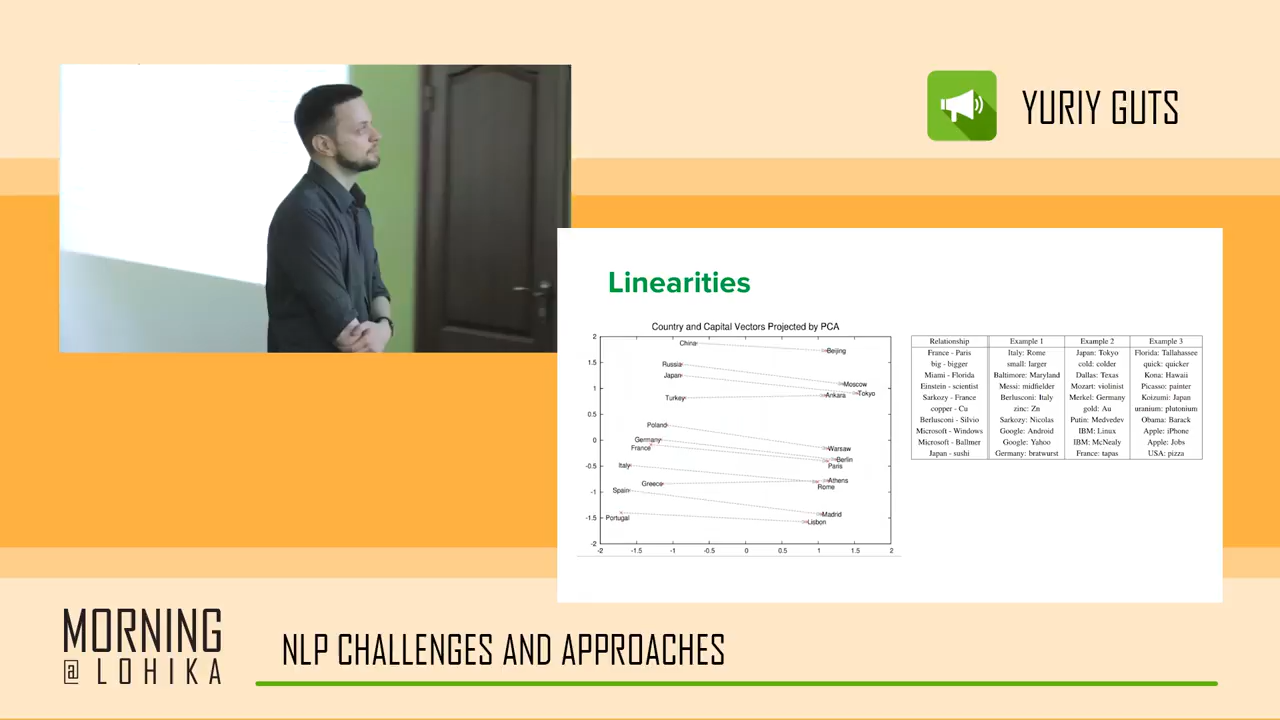 YURIY GUTS
Linearities
Country and Capital Vectors Projected by PCA
2
1.5
1
0.5
0
-0.5
-1
-1.5
-2
-2 -1.5 -1 -0.5 0 0.5 1 1.5 2
China Beijing
Russia Moscow
Japan Tokyo
Turkey Ankara
Poland Warsaw
Germany Berlin
France Paris
Italy Rome
Greece Athens
Spain Madrid
Portugal Lisbon
Relationship Example 1 Example 2 Example 3
France - Paris Italy: Rome Japan: Tokyo Florida: Tallahassee
big - bigger small: larger cold: colder quick: quicker
Miami - Florida Baltimore: Maryland Dallas: Texas Kona: Hawaii
Einstein - scientist Messi: midfielder Mozart: violinist Picasso: painter
Sarkozy - France Berlusconi: Italy Merkel: Germany Koizumi: Japan
copper - Cu zinc: Zn gold: Au uranium: plutonium
Berlusconi - Silvio Sarkozy: Nicolas Putin: Medvedev Obama: Barack
Microsoft - Windows Google: Android IBM: Linux Apple: iPhone
Microsoft - Ballmer Google: Yahoo IBM: McNealy Apple: Jobs
Japan - sushi Germany: bratwurst France: tapas USA: pizza
MORNING
@ LOHIKA
NLP CHALLENGES AND APPROACHES